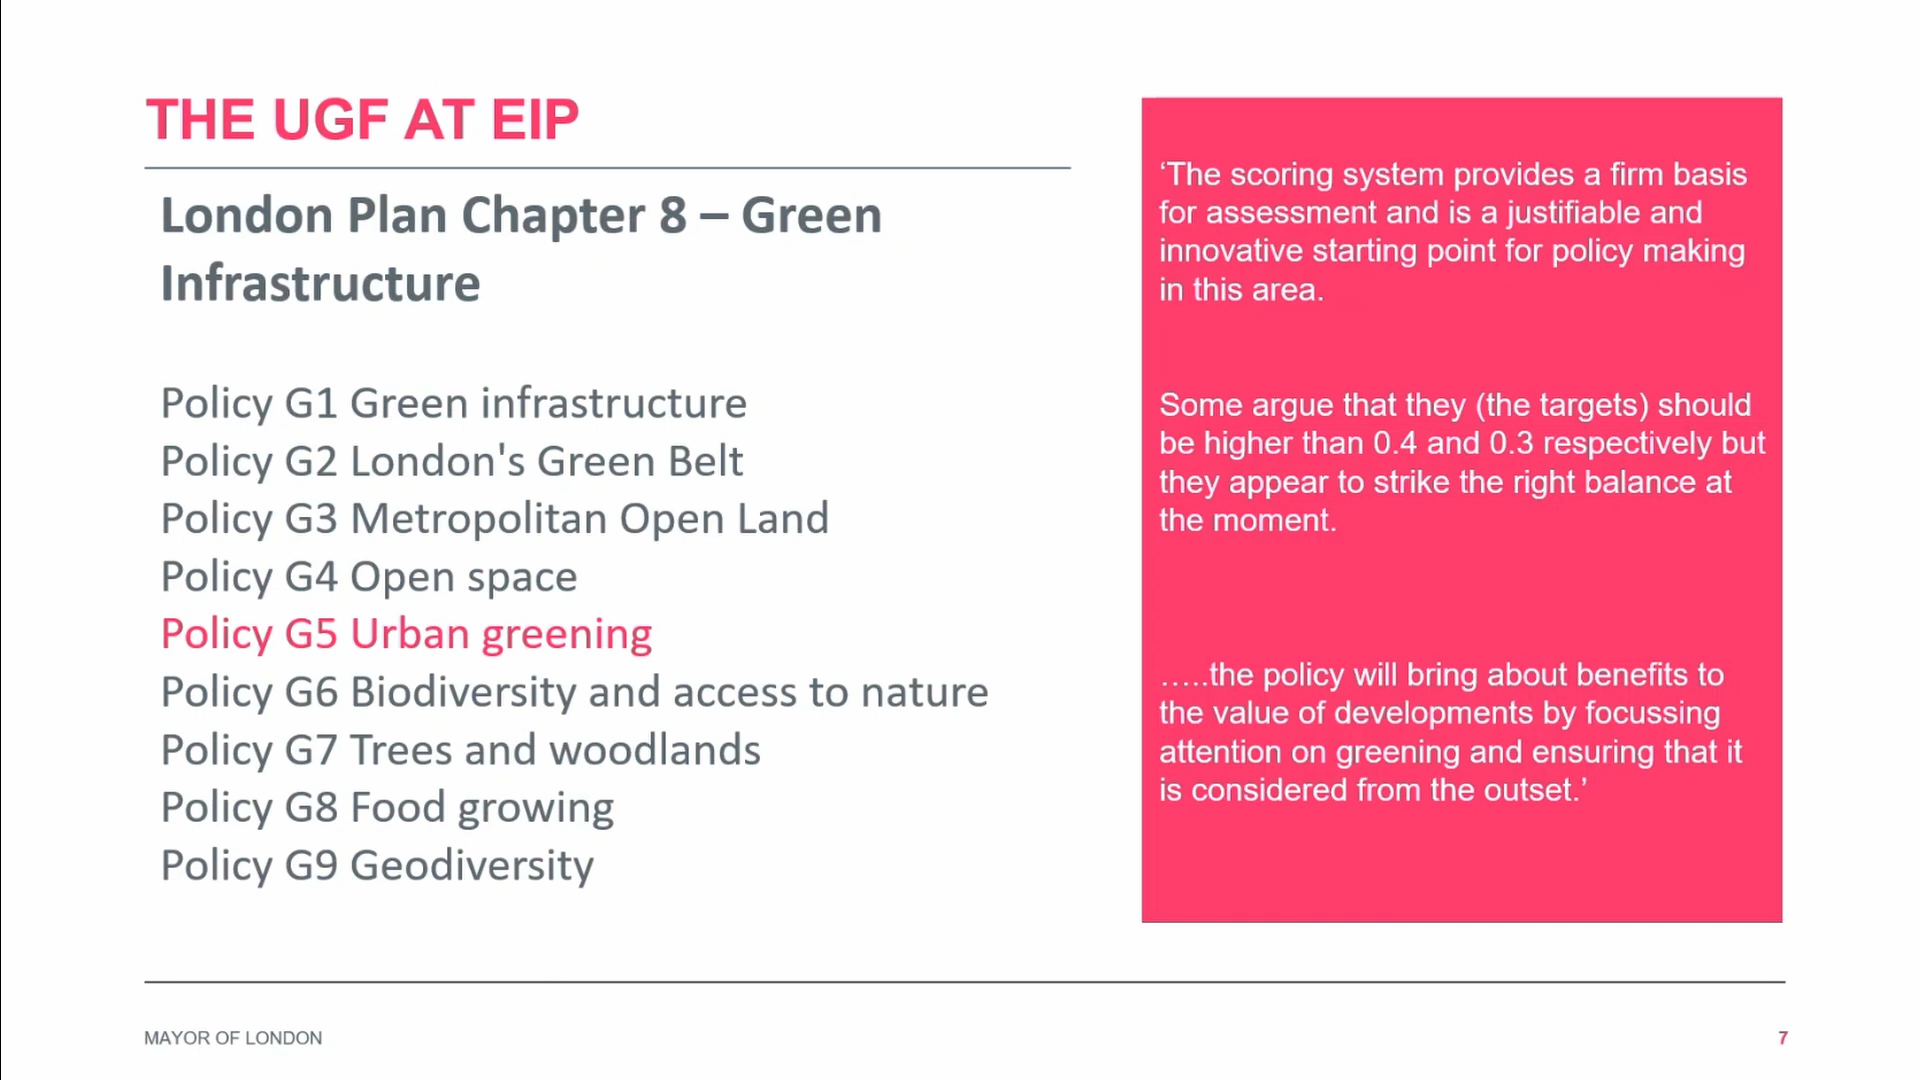 THE UGF AT EIP
London Plan Chapter 8 – Green
Infrastructure
Policy G1 Green infrastructure
Policy G2 London's Green Belt
Policy G3 Metropolitan Open Land
Policy G4 Open space
Policy G5 Urban greening
Policy G6 Biodiversity and access to nature
Policy G7 Trees and woodlands
Policy G8 Food growing
Policy G9 Geodiversity
‘The scoring system provides a firm basis
for assessment and is a justifiable and
innovative starting point for policy making
in this area.
Some argue that they (the targets) should
be higher than 0.4 and 0.3 respectively but
they appear to strike the right balance at
the moment.
…..the policy will bring about benefits to
the value of developments by focussing
attention on greening and ensuring that it
is considered from the outset.’
MAYOR OF LONDON
7